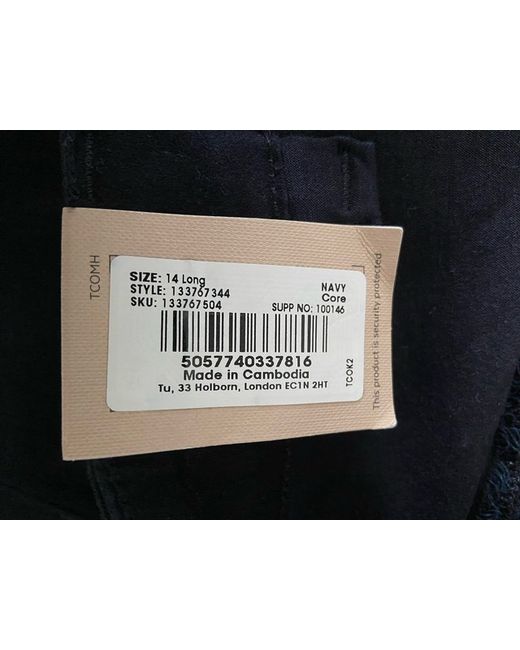 TCOMH
SIZE: 14 Long
STYLE: 133767344
SKU: 133767504
NAVY
Core
SUPP NO: 100146
5057740337816
Made in Cambodia
Tu, 33 Holborn, London EC1N 2HT
TCOK2
This product is security protected